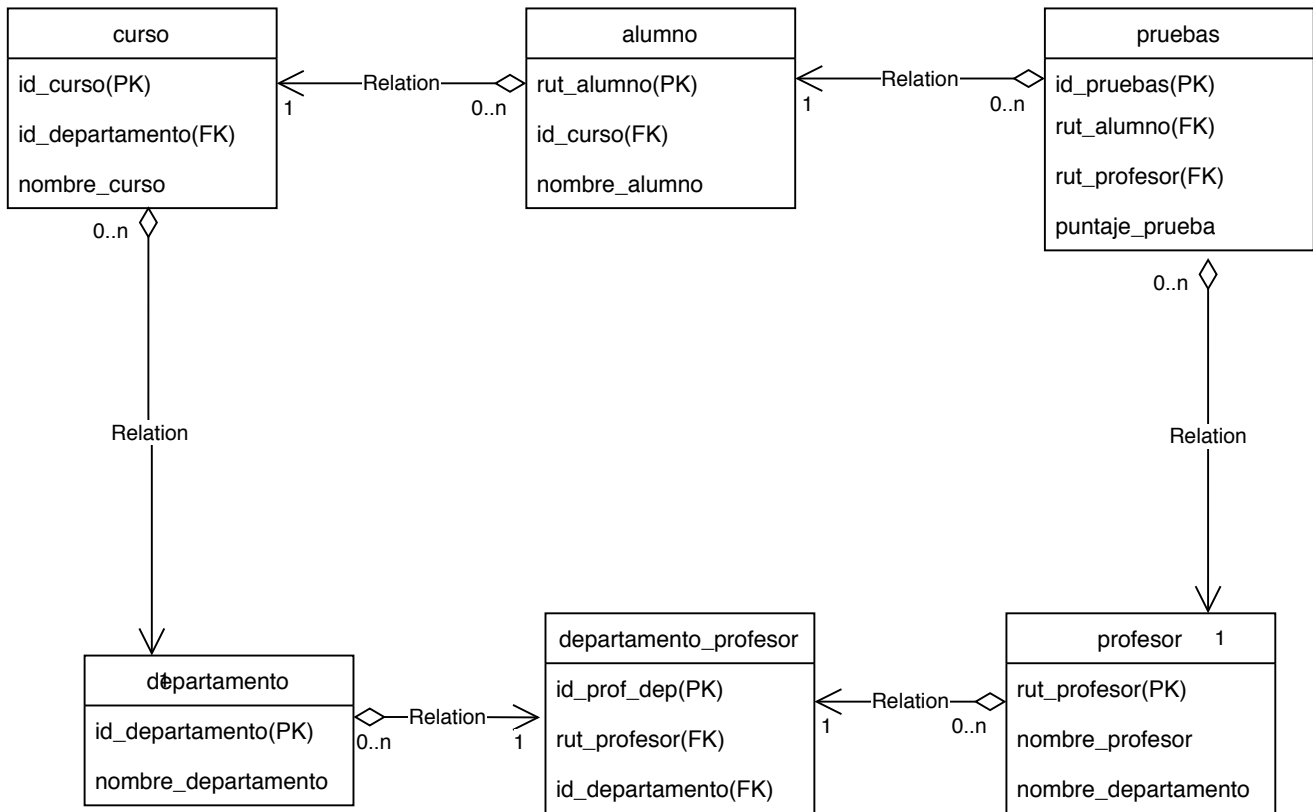 curso
id_curso(PK)
id_departamento(FK)
nombre_curso
1
Relation
0..n
alumno
rut_alumno(PK)
id_curso(FK)
nombre_alumno
1
Relation
0..n
pruebas
id_pruebas(PK)
rut_alumno(FK)
rut_profesor(FK)
puntaje_prueba
0..n
Relation
1
0..n
Relation
1
departamento
id_departamento(PK)
nombre_departamento
0..n
Relation
1
departamento_profesor
id_prof_dep(PK)
rut_profesor(FK)
id_departamento(FK)
1
Relation
0..n
profesor
rut_profesor(PK)
nombre_profesor
nombre_departamento